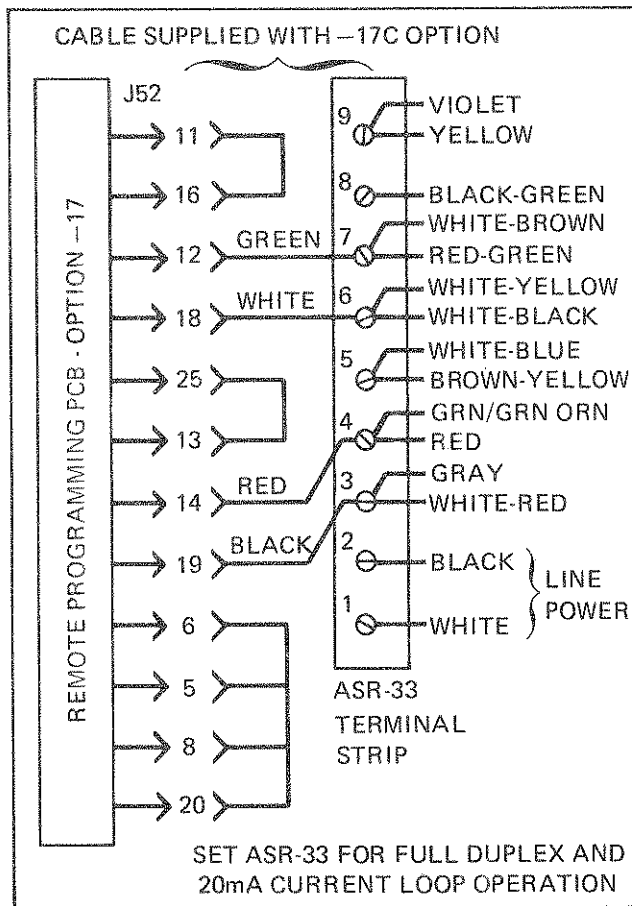 CABLE SUPPLIED WITH –17C OPTION
J52
REMOTE PROGRAMMING PCB - OPTION –17
11
16
12
18
25
13
14
19
6
5
8
20
GREEN
WHITE
RED
BLACK
9
VIOLET
YELLOW
8
BLACK-GREEN
7
WHITE-BROWN
RED-GREEN
6
WHITE-YELLOW
WHITE-BLACK
5
WHITE-BLUE
BROWN-YELLOW
4
GRN/GRN ORN
RED
3
GRAY
WHITE-RED
2
BLACK
1
WHITE
LINE
POWER
ASR-33
TERMINAL
STRIP
SET ASR-33 FOR FULL DUPLEX AND
20mA CURRENT LOOP OPERATION